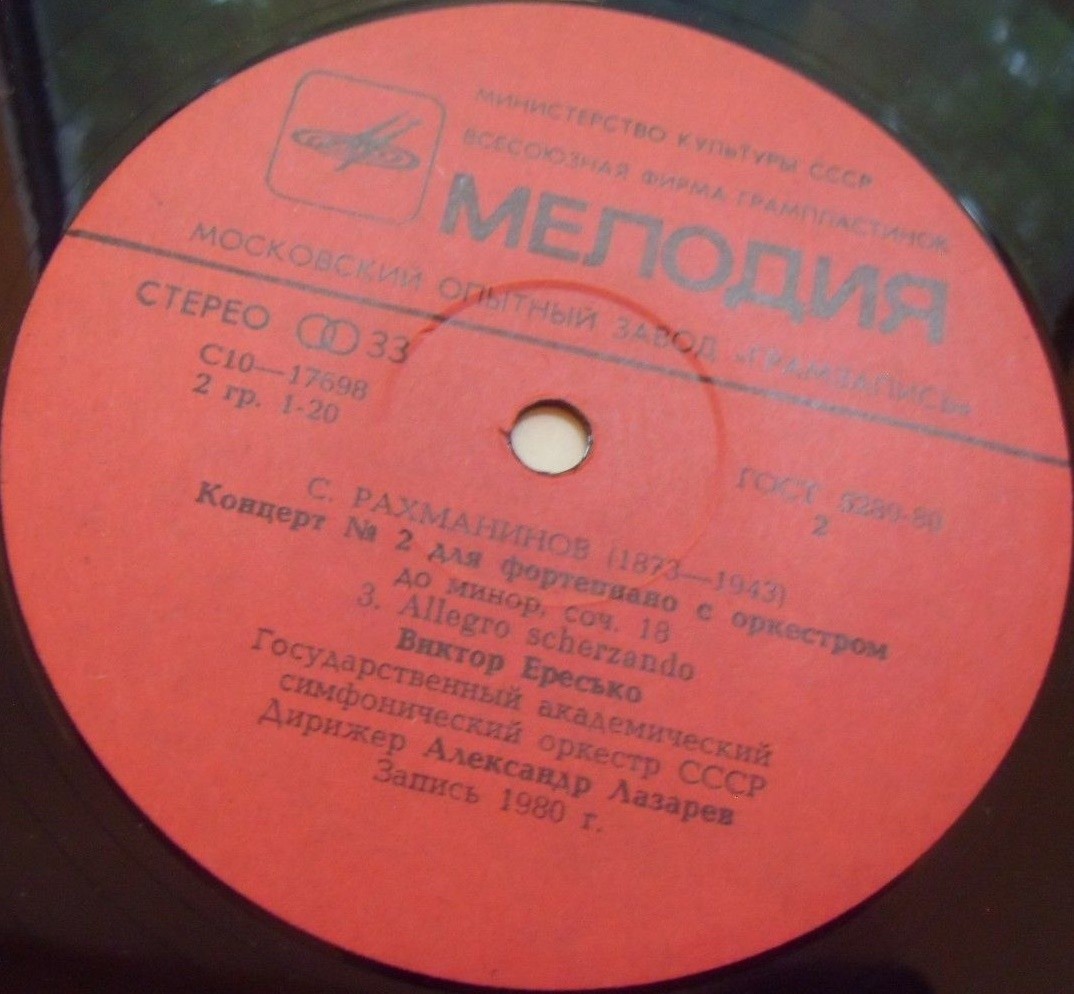 МИНИСТЕРСТВО КУЛЬТУРЫ СССР
ВСЕСОЮЗНАЯ ФИРМА ГРАМПЛАСТИНОК
МЕЛОДИЯ
МОСКОВСКИЙ ОПЫТНЫЙ ЗАВОД «ГРАМЗАПИСЬ»
СТЕРЕО 33
С10—17698
2 гр. 1-20
ГОСТ 5289-80
2
С. РАХМАНИНОВ (1873—1943)
Концерт № 2 для фортепиано с оркестром
до минор, соч. 18
3. Allegro scherzando
Виктор Ересько
Государственный академический
симфонический оркестр СССР
Дирижер Александр Лазарев
Запись 1980 г.